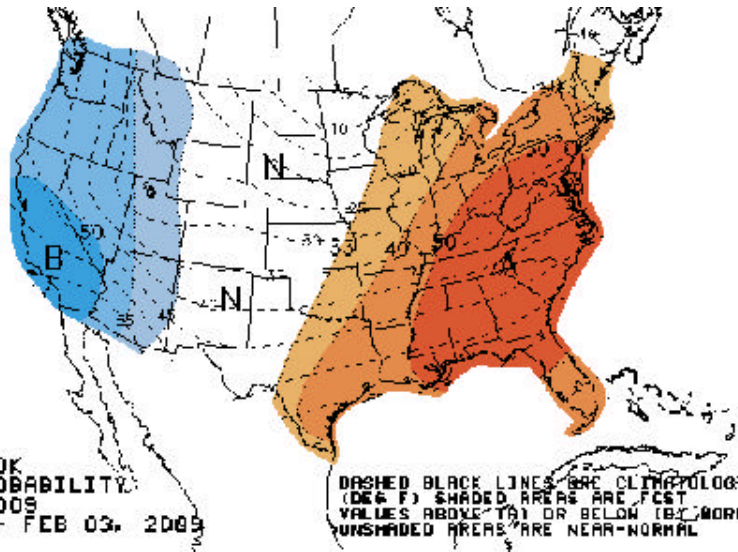 10
N
50
B
40
50
N
35
UK
OBABILITY
009
- FEB 03, 2009
DASHED BLACK LINES ARE CLIMATOLOG
(DEG F) SHADED AREAS ARE FCST
VALUES ABOVE (A) OR BELOW (B) NORM
UNSHADED AREAS ARE NEAR-NORMAL